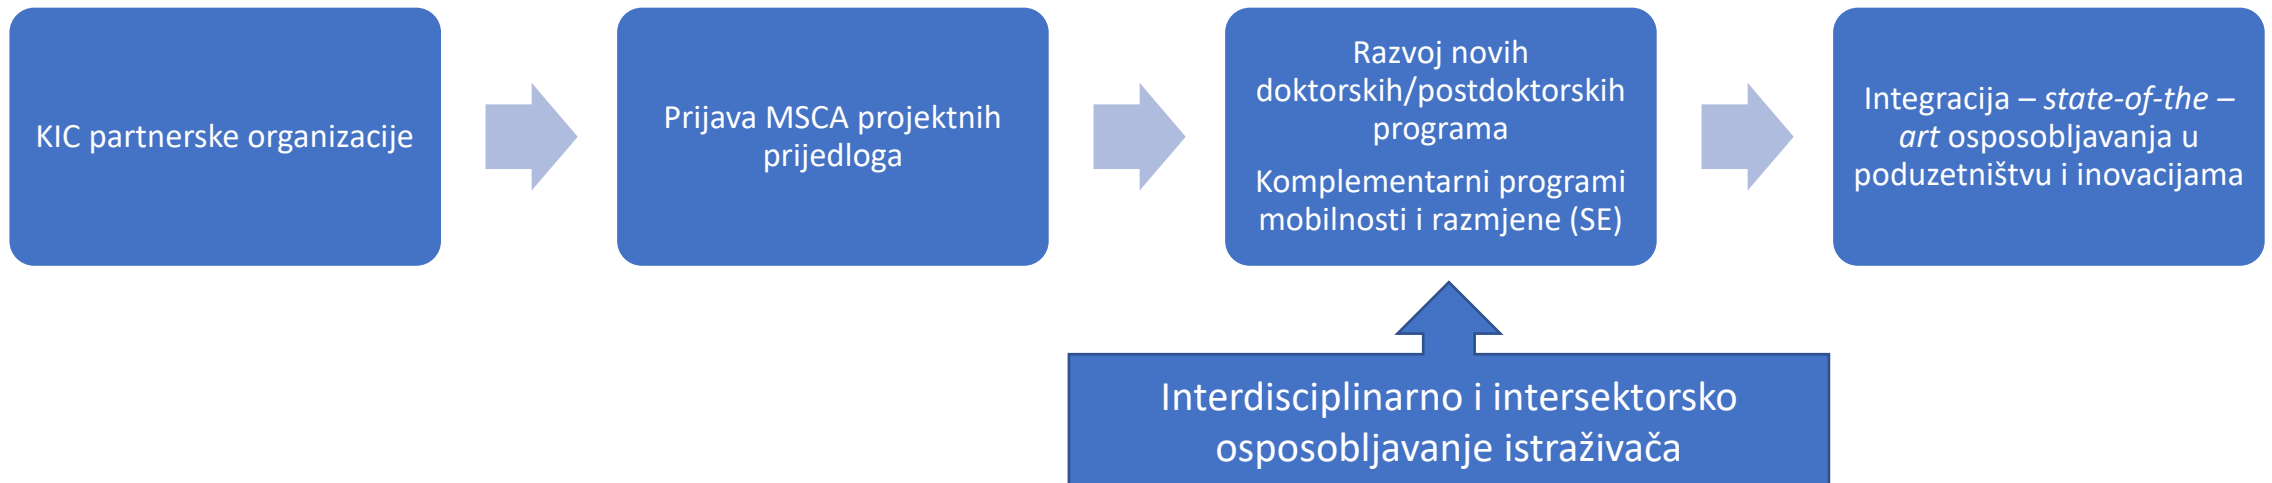 KIC partnerske organizacije
Prijava MSCA projektnih
prijedloga
Razvoj novih
doktorskih/postdoktorskih
programa
Komplementarni programi
mobilnosti i razmjene (SE)
Integracija – state-of-the –
art osposobljavanja u
poduzetništvu i inovacijama
Interdisciplinarno i intersektorsko
osposobljavanje istraživača